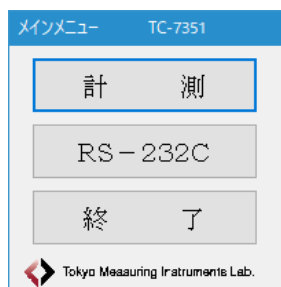 メインメニュー TC-7351
計 測
RS-232C
終 了
Tokyo Measuring Instruments Lab.